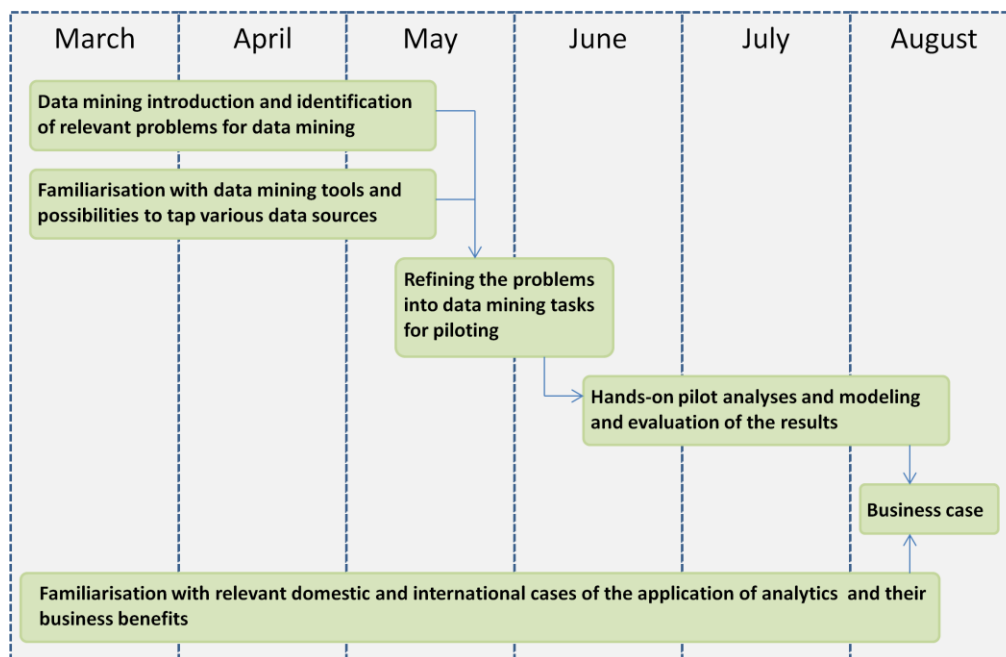 March
April
May
June
July
August
Data mining introduction and identification
of relevant problems for data mining
Familiarisation with data mining tools and
possibilities to tap various data sources
Refining the problems
into data mining tasks
for piloting
Hands-on pilot analyses and modeling
and evaluation of the results
Business case
Familiarisation with relevant domestic and international cases of the application of analytics and their
business benefits